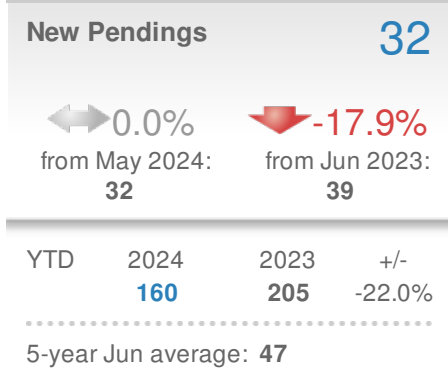 New Pendings 32
0.0% -17.9%
from May 2024: from Jun 2023:
32 39
YTD 2024 2023 +/-
160 205 -22.0%
5-year Jun average: 47